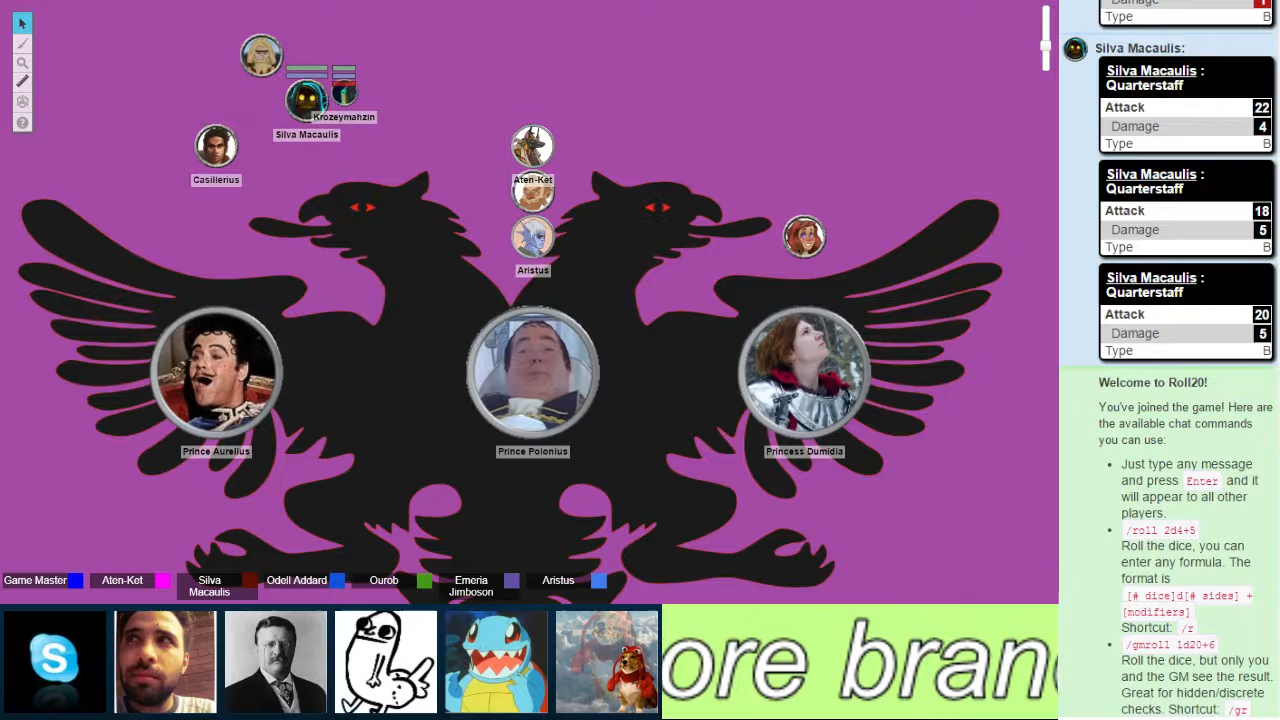 Krozeymahzin
Silva Macaulis
Casillerius
Aten-Ket
Aristus
Prince Aurelius
Prince Polonius
Princess Dumidia
Game Master
Aten-Ket
Silva
Macaulis
Odell Addard
Ourob
Emeria
Jimboson
Aristus
S
ore bran
Damage 1
Type B
Silva Macaulis:
Silva Macaulis :
Quarterstaff
Attack 22
Damage 4
Type B
Silva Macaulis :
Quarterstaff
Attack 18
Damage 5
Type B
Silva Macaulis :
Quarterstaff
Attack 20
Damage 5
Type B
Welcome to Roll20!
You've joined the game! Here are
the available chat commands
you can use:
• Just type any message
and press Enter and it
will appear to all other
players.
• /roll 2d4+5
Roll the dice, you can
enter any formula. The
format is
[# dice]d[# sides] +
[modifiers]
Shortcut: /r
• /gmroll 1d20+6
Roll the dice, but only you
and the GM see the result.
Great for hidden/discrete
checks. Shortcut: /gr